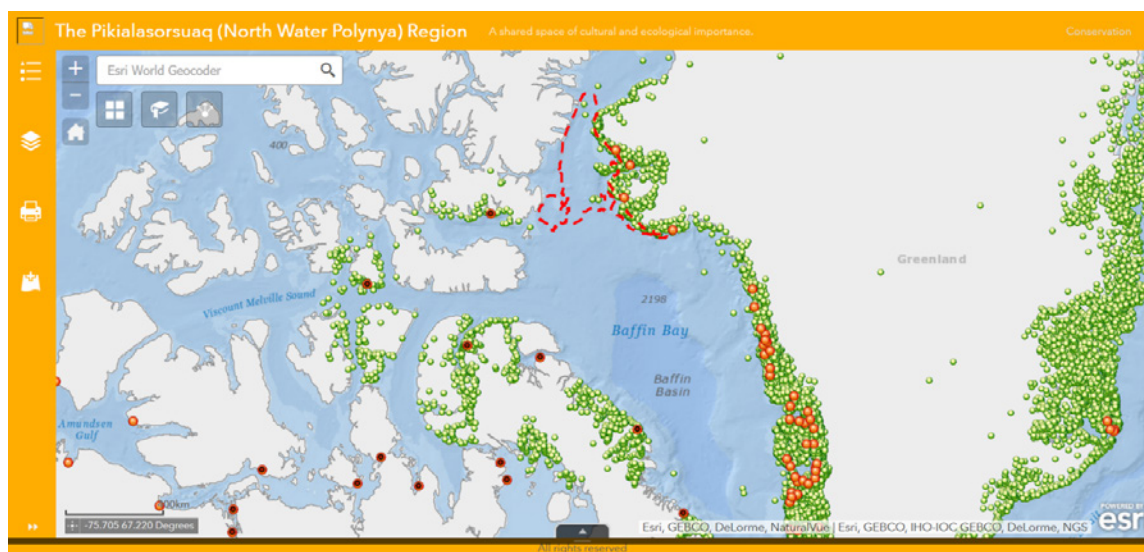 The Pikialasorsuaq (North Water Polynya) Region
A shared space of cultural and ecological importance.
Conservation
+
Esri World Geocoder
−
400
Greenland
Viscount Melville Sound
2198
Baffin Bay
Baffin
Basin
Amundsen
Gulf
-75.705 67.220 Degrees
Esri, GEBCO, DeLorme, NaturalVue | Esri, GEBCO, IHO-IOC GEBCO, DeLorme, NGS
POWERED BY
esri
All rights reserved